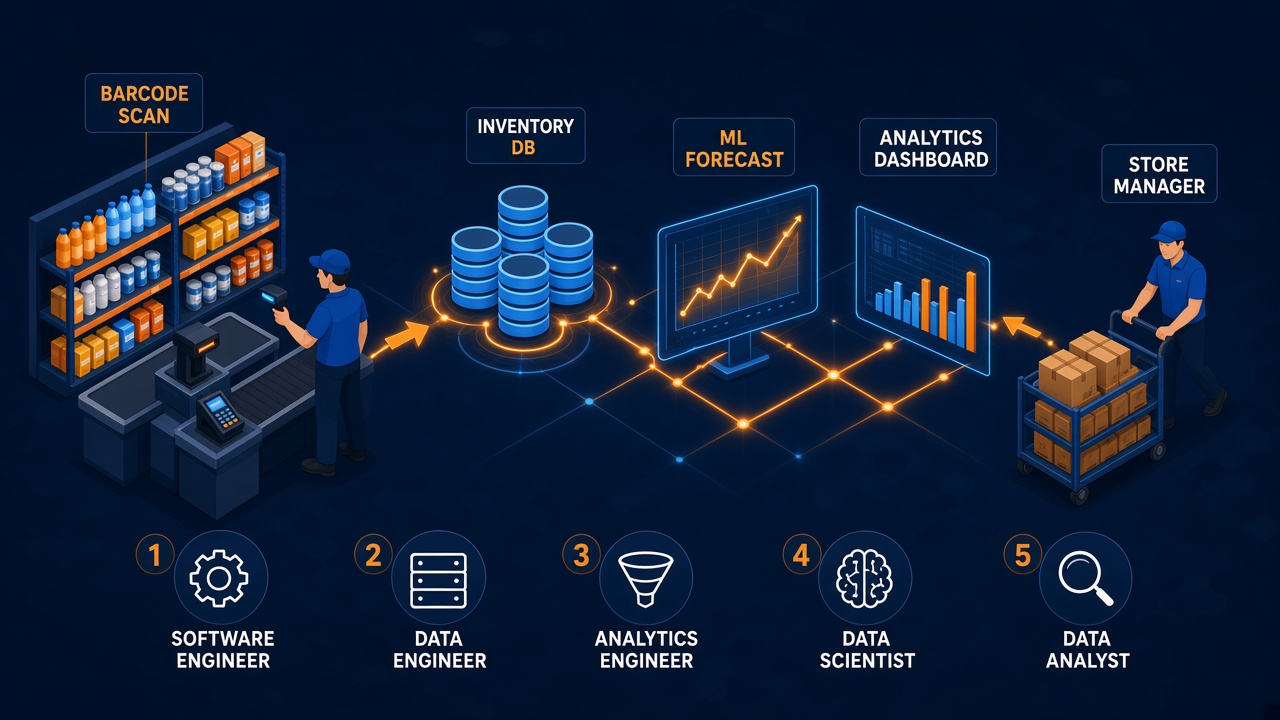 BARCODE
SCAN
INVENTORY
DB
ML
FORECAST
ANALYTICS
DASHBOARD
STORE
MANAGER
1
SOFTWARE
ENGINEER
2
DATA
ENGINEER
3
ANALYTICS
ENGINEER
4
DATA
SCIENTIST
5
DATA
ANALYST